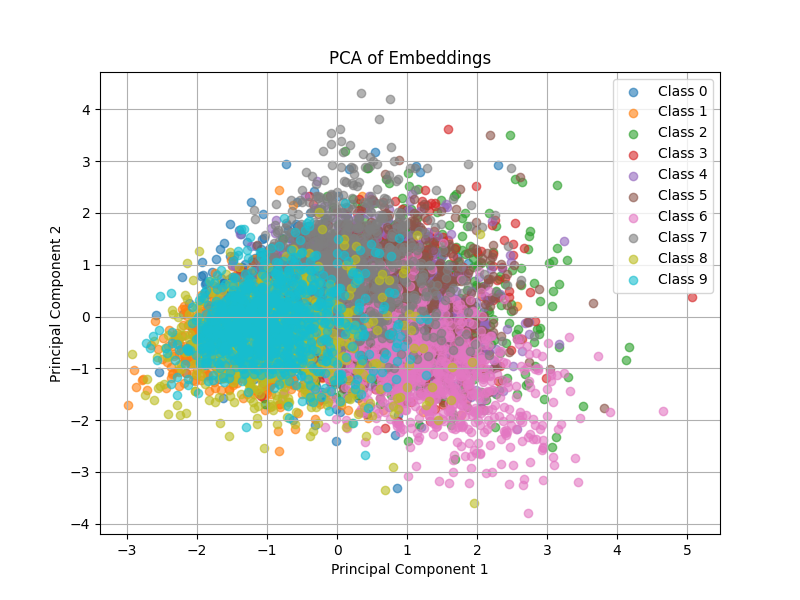 PCA of Embeddings
Class 0
Class 1
Class 2
Class 3
Class 4
Class 5
Class 6
Class 7
Class 8
Class 9
Principal Component 2
4
3
2
1
0
−1
−2
−3
−4
−3
−2
−1
0
1
2
3
4
5
Principal Component 1